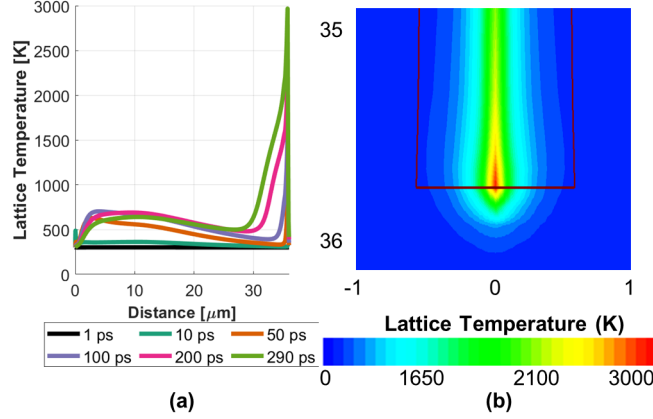 (a)
3000
2500
2000
1500
1000
500
0
Lattice Temperature [K]
0 10 20 30
Distance [μm]
1 ps 10 ps 50 ps
100 ps 200 ps 290 ps
(a)
(b)
35
36
-1 0 1
Lattice Temperature (K)
0 1650 2100 3000
(b)